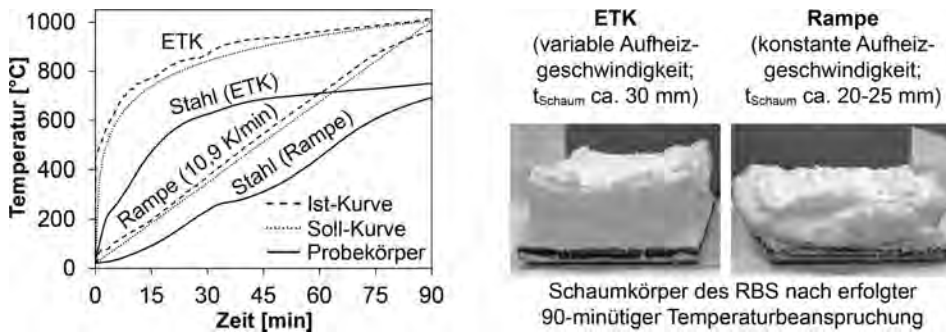 Temperatur [°C]
1000
800
600
400
200
0
ETK
Stahl (ETK)
Rampe (10.9 K/min)
Stahl (Rampe)
Ist-Kurve
Soll-Kurve
Probekörper
0 15 30 45 60 75 90
Zeit [min]
ETK
(variable Aufheiz-
geschwindigkeit;
tSchaum ca. 30 mm)
Rampe
(konstante Aufheiz-
geschwindigkeit;
tSchaum ca. 20-25 mm)
Schaumkörper des RBS nach erfolgter
90-minütiger Temperaturbeanspruchung